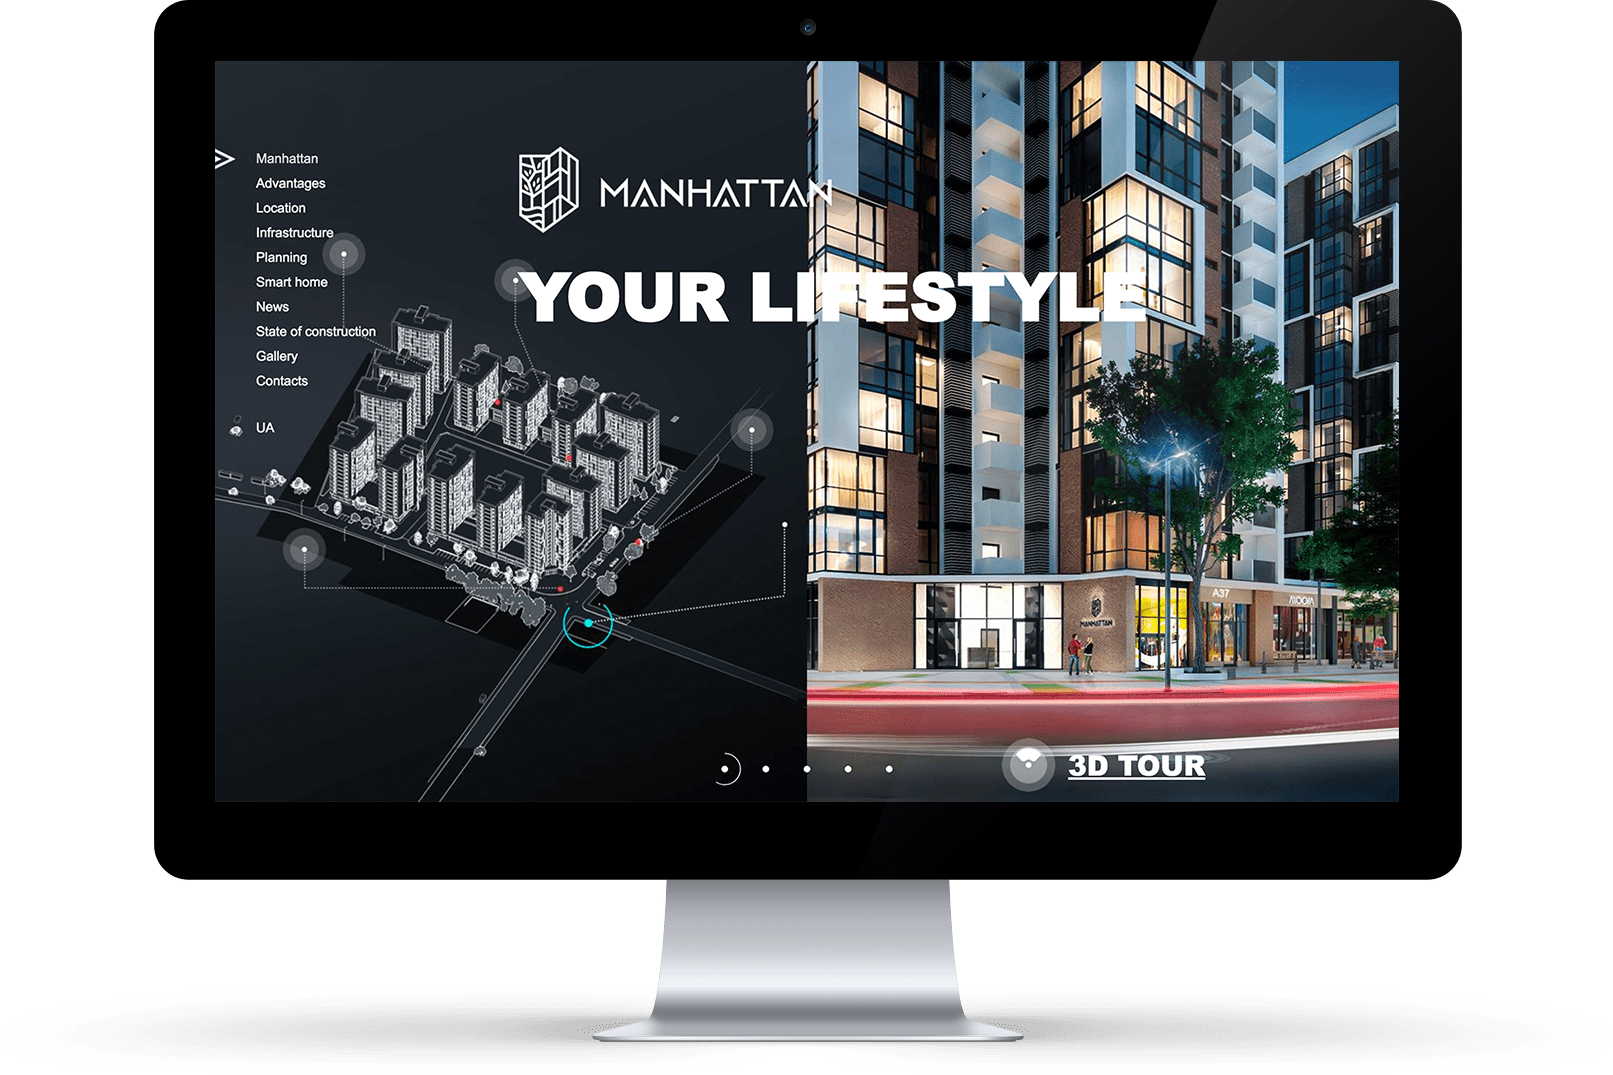 Manhattan
Advantages
Location
Infrastructure
Planning
Smart home
News
State of construction
Gallery
Contacts
UA
MANHATTAN
YOUR LIFESTYLE
A37
MANHATTAN
3D TOUR